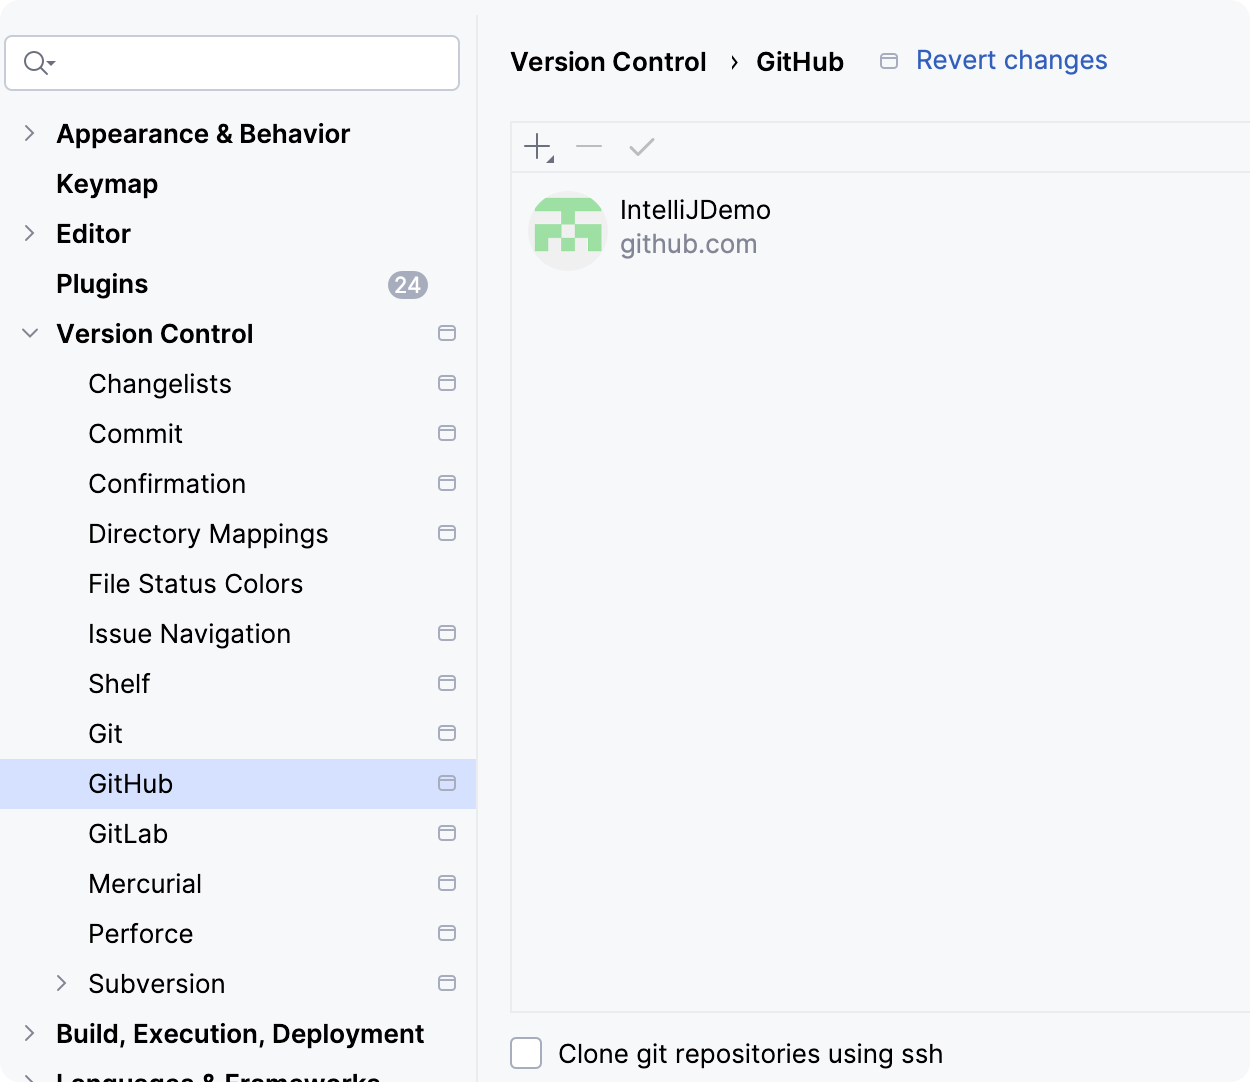 Version Control › GitHub Revert changes
Appearance & Behavior
Keymap
Editor
Plugins 24
Version Control
Changelists
Commit
Confirmation
Directory Mappings
File Status Colors
Issue Navigation
Shelf
Git
GitHub
GitLab
Mercurial
Perforce
Subversion
Build, Execution, Deployment
Languages & Frameworks
IntelliJDemo
github.com
Clone git repositories using ssh